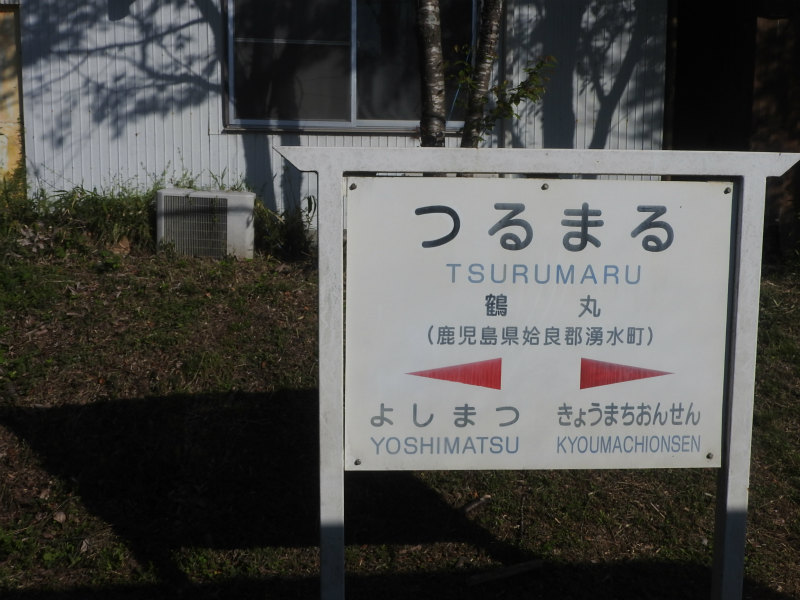 つるまる
TSURUMARU
鶴 丸
(鹿児島県姶良郡湧水町)
よしまつ きょうまちおんせん
YOSHIMATSU KYOUMACHIONSEN